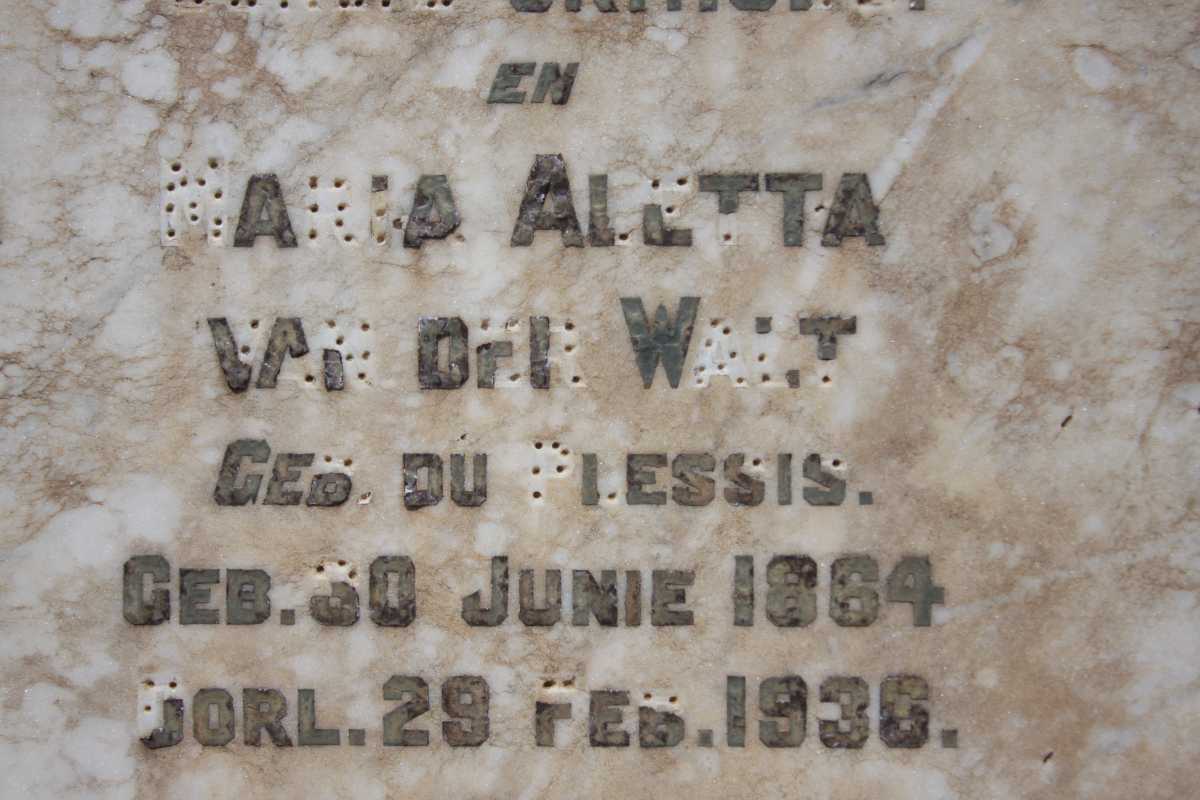 EN
MARIA ALETTA
VAN DER WALT
GEB. DU PLESSIS.
GEB. 30 JUNIE 1864
OORL. 29 FEB. 1936.